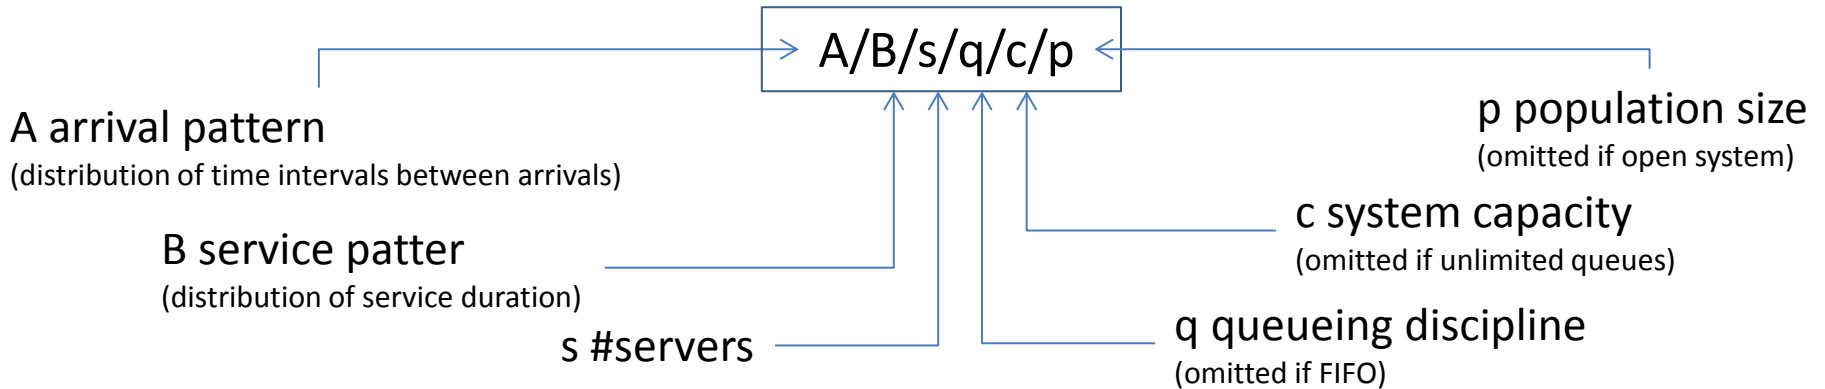 A/B/s/q/c/p
A arrival pattern
(distribution of time intervals between arrivals)
B service patter
(distribution of service duration)
s #servers
p population size
(omitted if open system)
c system capacity
(omitted if unlimited queues)
q queueing discipline
(omitted if FIFO)